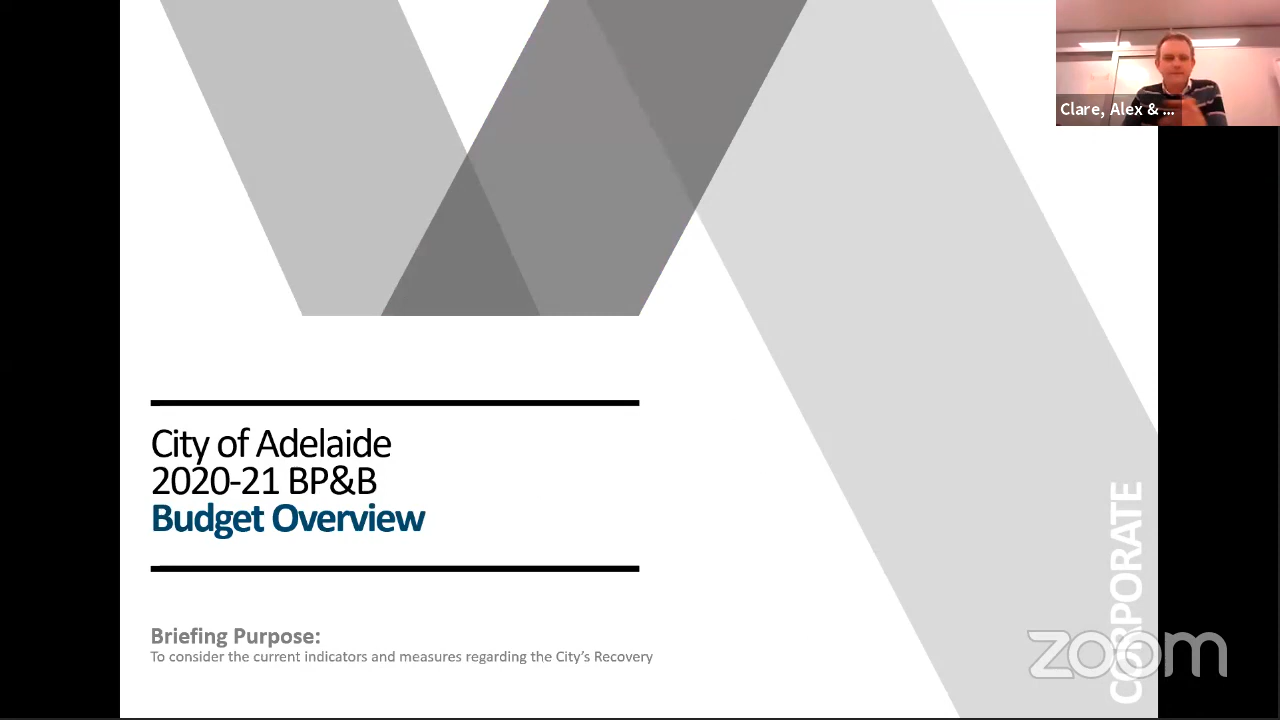 Clare, Alex & ...
City of Adelaide
2020-21 BP&B
Budget Overview
Briefing Purpose:
To consider the current indicators and measures regarding the City's Recovery
CORPORATE
zoom